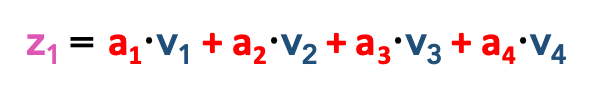 z₁ = a₁·v₁ + a₂·v₂ + a₃·v₃ + a₄·v₄